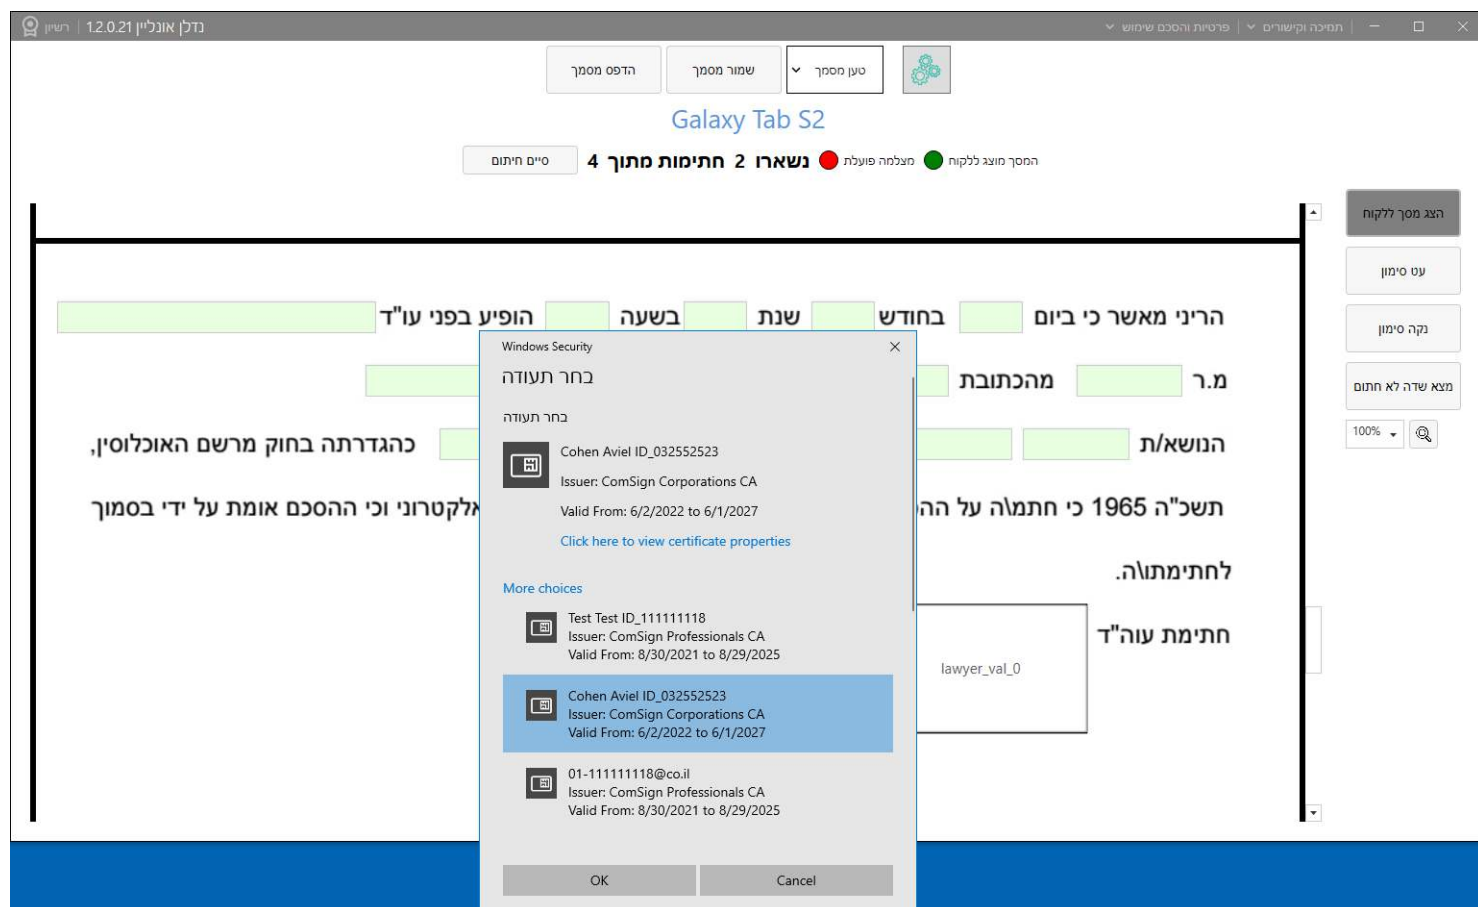 נדלן אונליין 1.2.0.21 | רשיון
תמיכה וקישורים | פרטיות והסכם שימוש
טען מסמך
שמור מסמך
הדפס מסמך
Galaxy Tab S2
המסך מוצג ללקוח
מצלמה פועלת
נשארו 2 חתימות מתוך 4
סיים חיתום
הצג מסך ללקוח
עט סימון
נקה סימון
מצא שדה לא חתום
100%
הריני מאשר כי ביום בחודש שנת בשעה הופיע בפני עו"ד
מ.ר מהכתובת
הנושא/ת כהגדרתה בחוק מרשם האוכלוסין,
תשכ"ה 1965 כי חתמ\ה על אלקטרוני וכי ההסכם אומת על ידי בסמוך
לחתימתו\ה.
חתימת עוה"ד
lawyer_val_0
Windows Security
בחר תעודה
בחר תעודה
Cohen Aviel ID_032552523
Issuer: ComSign Corporations CA
Valid From: 6/2/2022 to 6/1/2027
Click here to view certificate properties
More choices
Test Test ID_111111118
Issuer: ComSign Professionals CA
Valid From: 8/30/2021 to 8/29/2025
Cohen Aviel ID_032552523
Issuer: ComSign Corporations CA
Valid From: 6/2/2022 to 6/1/2027
01-111111118@co.il
Issuer: ComSign Professionals CA
Valid From: 8/30/2021 to 8/29/2025
OK
Cancel